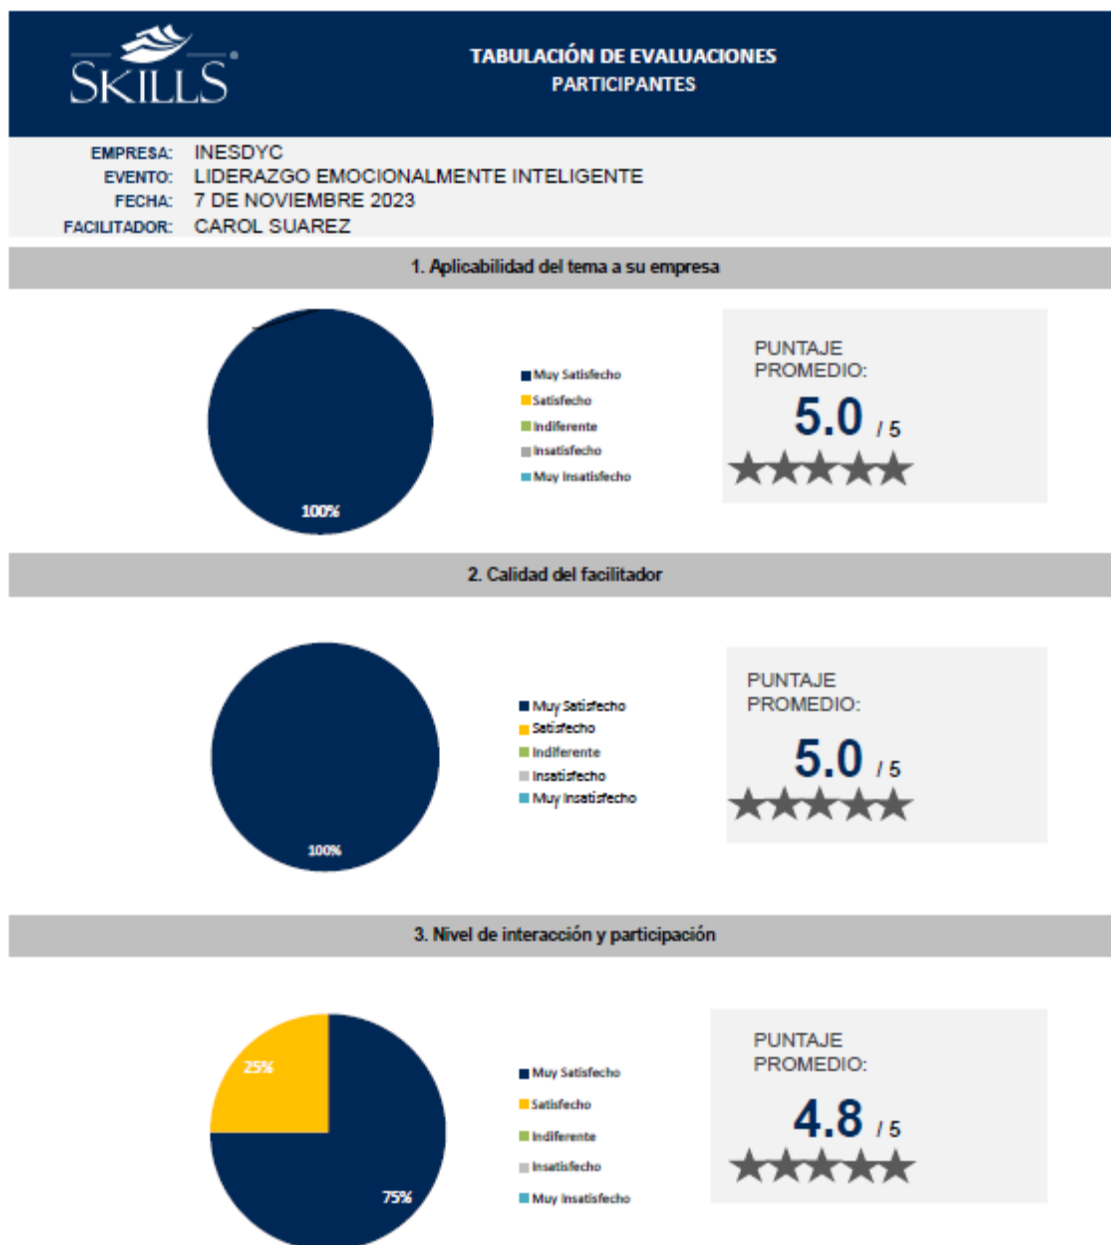 SKILLS®
TABULACIÓN DE EVALUACIONES
PARTICIPANTES
EMPRESA: INESDYC
EVENTO: LIDERAZGO EMOCIONALMENTE INTELIGENTE
FECHA: 7 DE NOVIEMBRE 2023
FACILITADOR: CAROL SUAREZ
1. Aplicabilidad del tema a su empresa
100%
Muy Satisfecho
Satisfecho
Indiferente
Insatisfecho
Muy Insatisfecho
PUNTAJE
PROMEDIO:
5.0 / 5
2. Calidad del facilitador
100%
Muy Satisfecho
Satisfecho
Indiferente
Insatisfecho
Muy Insatisfecho
PUNTAJE
PROMEDIO:
5.0 / 5
3. Nivel de interacción y participación
25%
75%
Muy Satisfecho
Satisfecho
Indiferente
Insatisfecho
Muy Insatisfecho
PUNTAJE
PROMEDIO:
4.8 / 5